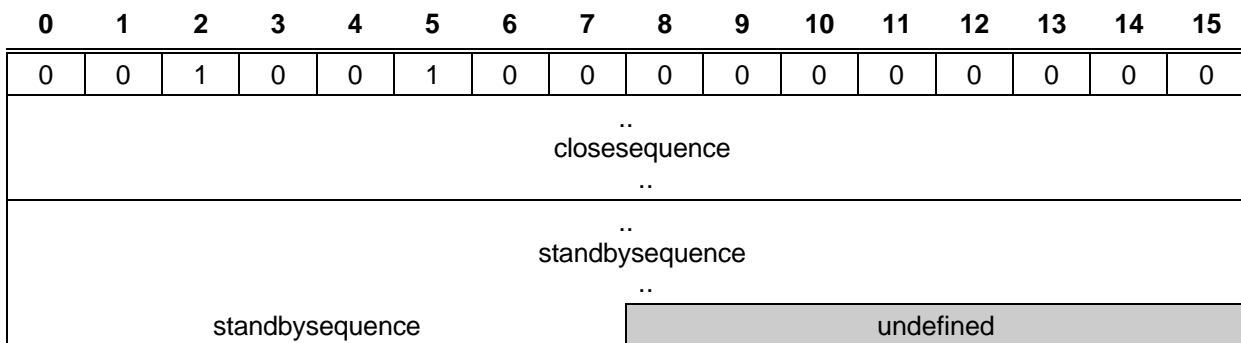 0 1 2 3 4 5 6 7 8 9 10 11 12 13 14 15
0 0 1 0 0 1 0 0 0 0 0 0 0 0 0 0
..
closesequence
..
..
standbysequence
..
standbysequence undefined